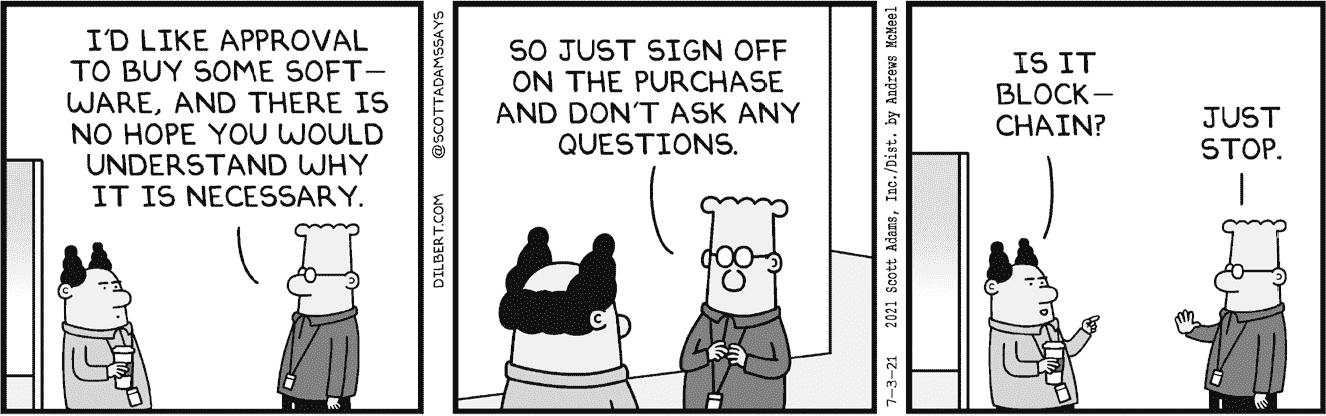 I'D LIKE APPROVAL
TO BUY SOME SOFT—
WARE, AND THERE IS
NO HOPE YOU WOULD
UNDERSTAND WHY
IT IS NECESSARY.
DILBERT.COM @SCOTTADAMSSAYS
SO JUST SIGN OFF
ON THE PURCHASE
AND DON'T ASK ANY
QUESTIONS.
7-3-21 2021 Scott Adams, Inc./Dist. by Andrews McMeel
IS IT
BLOCK—
CHAIN?
JUST
STOP.